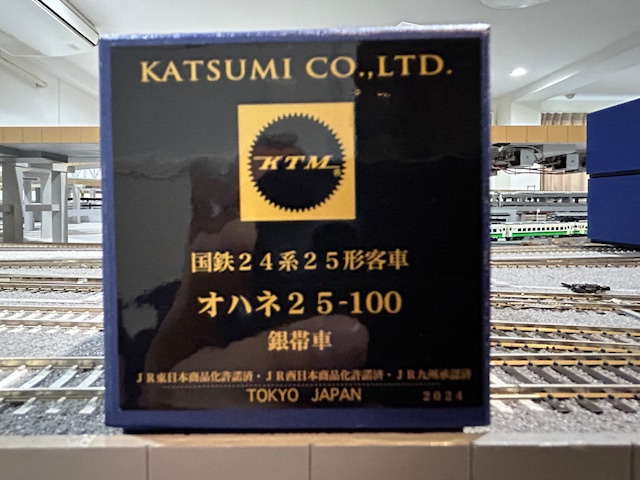 KATSUMI CO.,LTD.
KTM®
国鉄24系25形客車
オハネ25-100
銀帯車
JR東日本商品化許諾済・JR西日本商品化許諾済・JR九州承認済
TOKYO JAPAN 2024